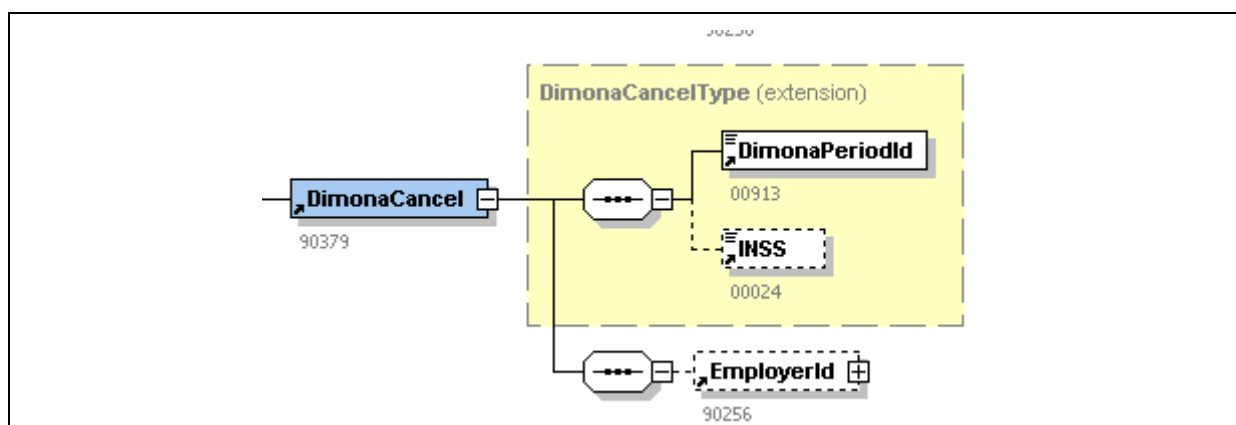 DimonaCancelType (extension)
DimonaPeriodId
00913
DimonaCancel
90379
INSS
00024
EmployerId
90256